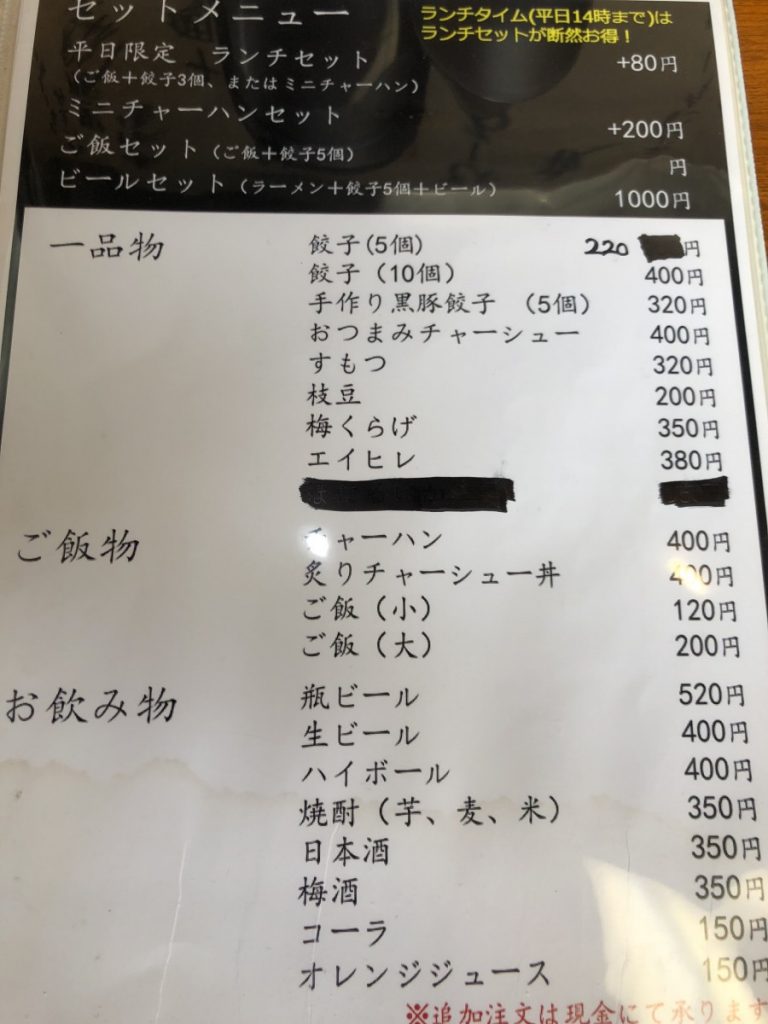 セットメニュー
ランチタイム(平日14時まで)は
ランチセットが断然お得！
平日限定 ランチセット +80円
(ご飯＋餃子3個、またはミニチャーハン)
ミニチャーハンセット +200円
ご飯セット (ご飯＋餃子5個) 円
ビールセット (ラーメン＋餃子5個＋ビール) 1000円
一品物 餃子(5個) 220 円
餃子 (10個) 400円
手作り黒豚餃子 (5個) 320円
おつまみチャーシュー 400円
すもつ 320円
枝豆 200円
梅くらげ 350円
エイヒレ 380円
ご飯物 チャーハン 400円
炙りチャーシュー丼 円
ご飯 (小) 120円
ご飯 (大) 200円
お飲み物 瓶ビール 520円
生ビール 400円
ハイボール 400円
焼酎 (芋、麦、米) 350円
日本酒 350円
梅酒 350円
コーラ 150円
オレンジジュース 150円
※追加注文は現金にて承ります